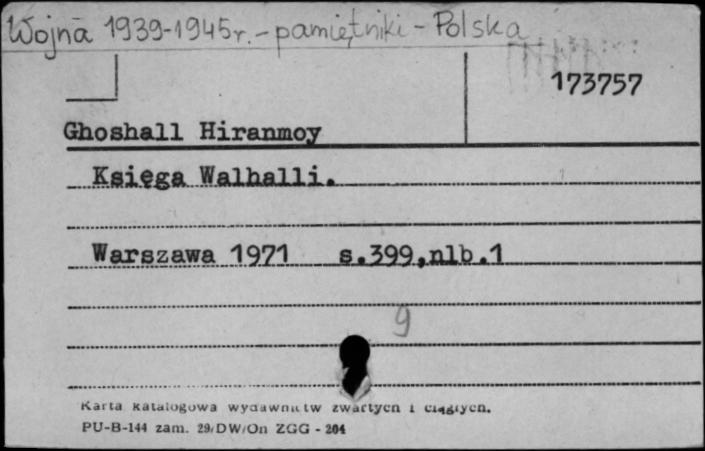 Wojna 1939-1945r. - pamiętniki - Polska
173757
Ghoshall Hiranmoy
Księga Walhalli.
Warszawa 1971 s.399,nlb.1
9
Karta katalogowa wydawnictw zwartych i ciągłych.
PU-B-144 zam. 29/DW/On ZGG - 204